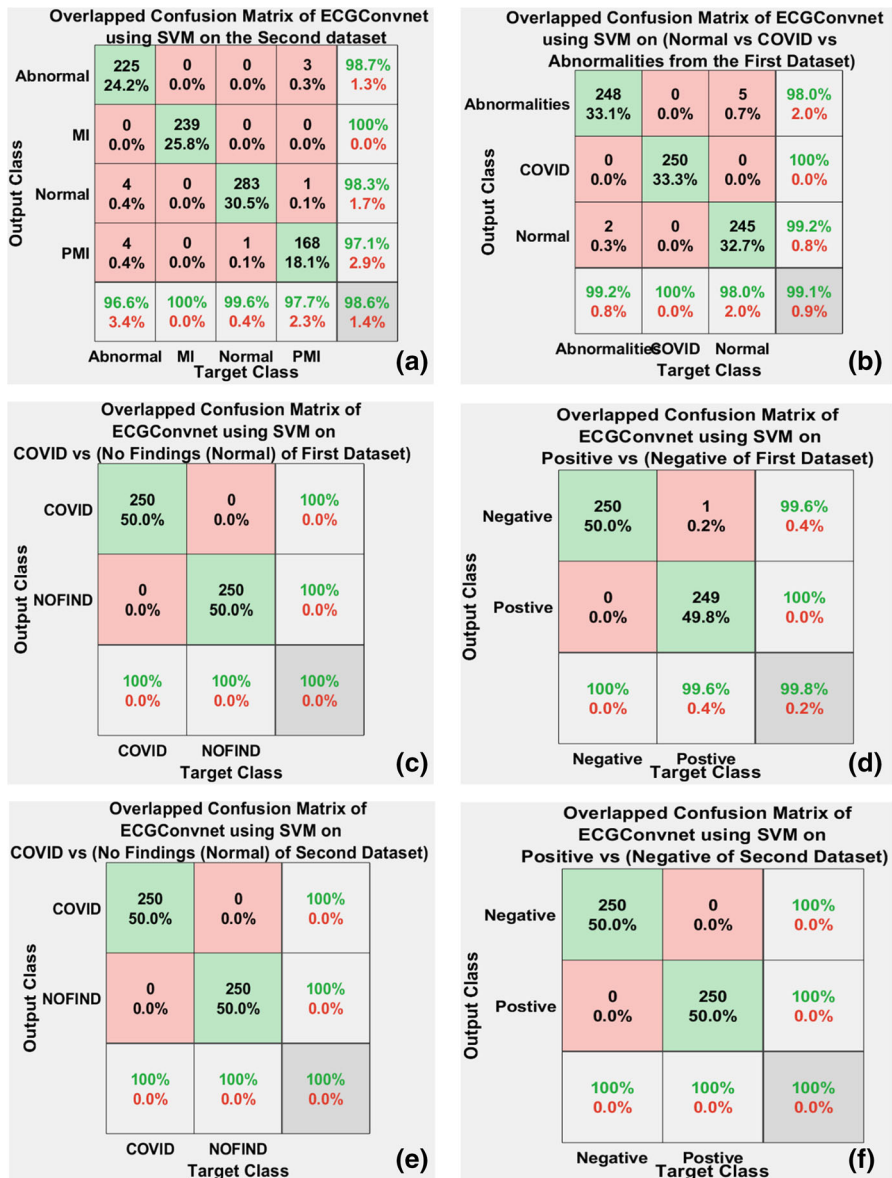 Overlapped Confusion Matrix of ECGConvnet
using SVM on the Second dataset
Output Class
Abnormal
225
24.2%
0
0.0%
0
0.0%
3
0.3%
98.7%
1.3%
MI
0
0.0%
239
25.8%
0
0.0%
0
0.0%
100%
0.0%
Normal
4
0.4%
0
0.0%
283
30.5%
1
0.1%
98.3%
1.7%
PMI
4
0.4%
0
0.0%
1
0.1%
168
18.1%
97.1%
2.9%
96.6%
3.4%
100%
0.0%
99.6%
0.4%
97.7%
2.3%
98.6%
1.4%
Abnormal MI Normal PMI
Target Class
(a)
Overlapped Confusion Matrix of ECGConvnet
using SVM on (Normal vs COVID vs
Abnormalities from the First Dataset)
Output Class
Abnormalities
248
33.1%
0
0.0%
5
0.7%
98.0%
2.0%
COVID
0
0.0%
250
33.3%
0
0.0%
100%
0.0%
Normal
2
0.3%
0
0.0%
245
32.7%
99.2%
0.8%
99.2%
0.8%
100%
0.0%
98.0%
2.0%
99.1%
0.9%
Abnormalities COVID Normal
Target Class
(b)
Overlapped Confusion Matrix of
ECGConvnet using SVM on
COVID vs (No Findings (Normal) of First Dataset)
Output Class
COVID
250
50.0%
0
0.0%
100%
0.0%
NOFIND
0
0.0%
250
50.0%
100%
0.0%
100%
0.0%
100%
0.0%
100%
0.0%
COVID NOFIND
Target Class
(c)
Overlapped Confusion Matrix of
ECGConvnet using SVM on
Positive vs (Negative of First Dataset)
Output Class
Negative
250
50.0%
1
0.2%
99.6%
0.4%
Postive
0
0.0%
249
49.8%
100%
0.0%
100%
0.0%
99.6%
0.4%
99.8%
0.2%
Negative Postive
Target Class
(d)
Overlapped Confusion Matrix of
ECGConvnet using SVM on
COVID vs (No Findings (Normal) of Second Dataset)
Output Class
COVID
250
50.0%
0
0.0%
100%
0.0%
NOFIND
0
0.0%
250
50.0%
100%
0.0%
100%
0.0%
100%
0.0%
100%
0.0%
COVID NOFIND
Target Class
(e)
Overlapped Confusion Matrix of
ECGConvnet using SVM on
Positive vs (Negative of Second Dataset)
Output Class
Negative
250
50.0%
0
0.0%
100%
0.0%
Postive
0
0.0%
250
50.0%
100%
0.0%
100%
0.0%
100%
0.0%
100%
0.0%
Negative Postive
Target Class
(f)